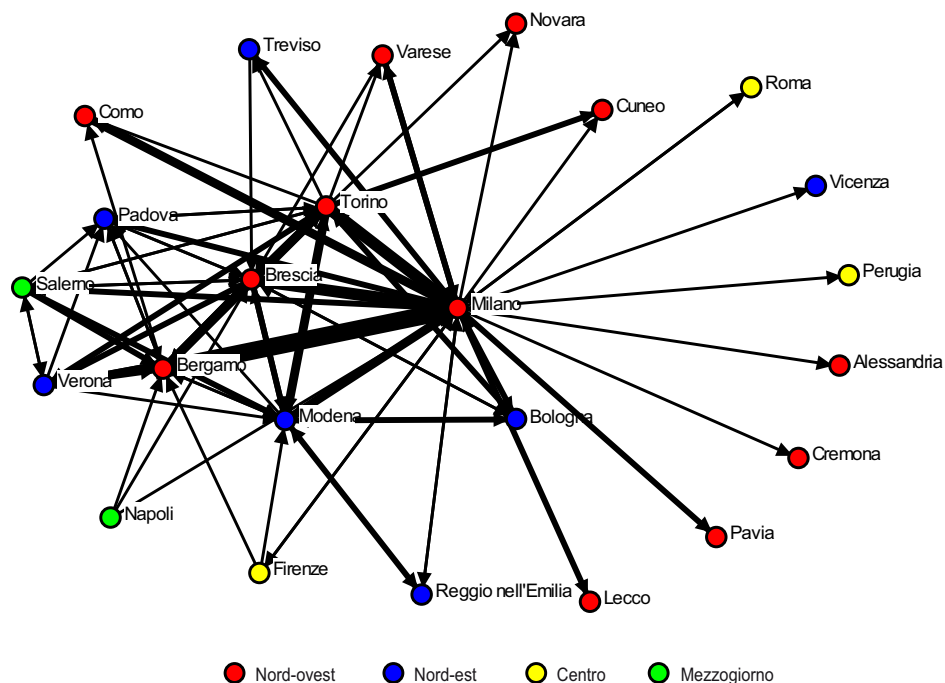 Novara
Treviso
Varese
Roma
Como
Cuneo
Vicenza
Torino
Padova
Perugia
Brescia
Salerno
Milano
Alessandria
Bergamo
Verona
Modena
Bologna
Cremona
Napoli
Pavia
Firenze
Reggio nell'Emilia
Lecco
Nord-ovest Nord-est Centro Mezzogiorno